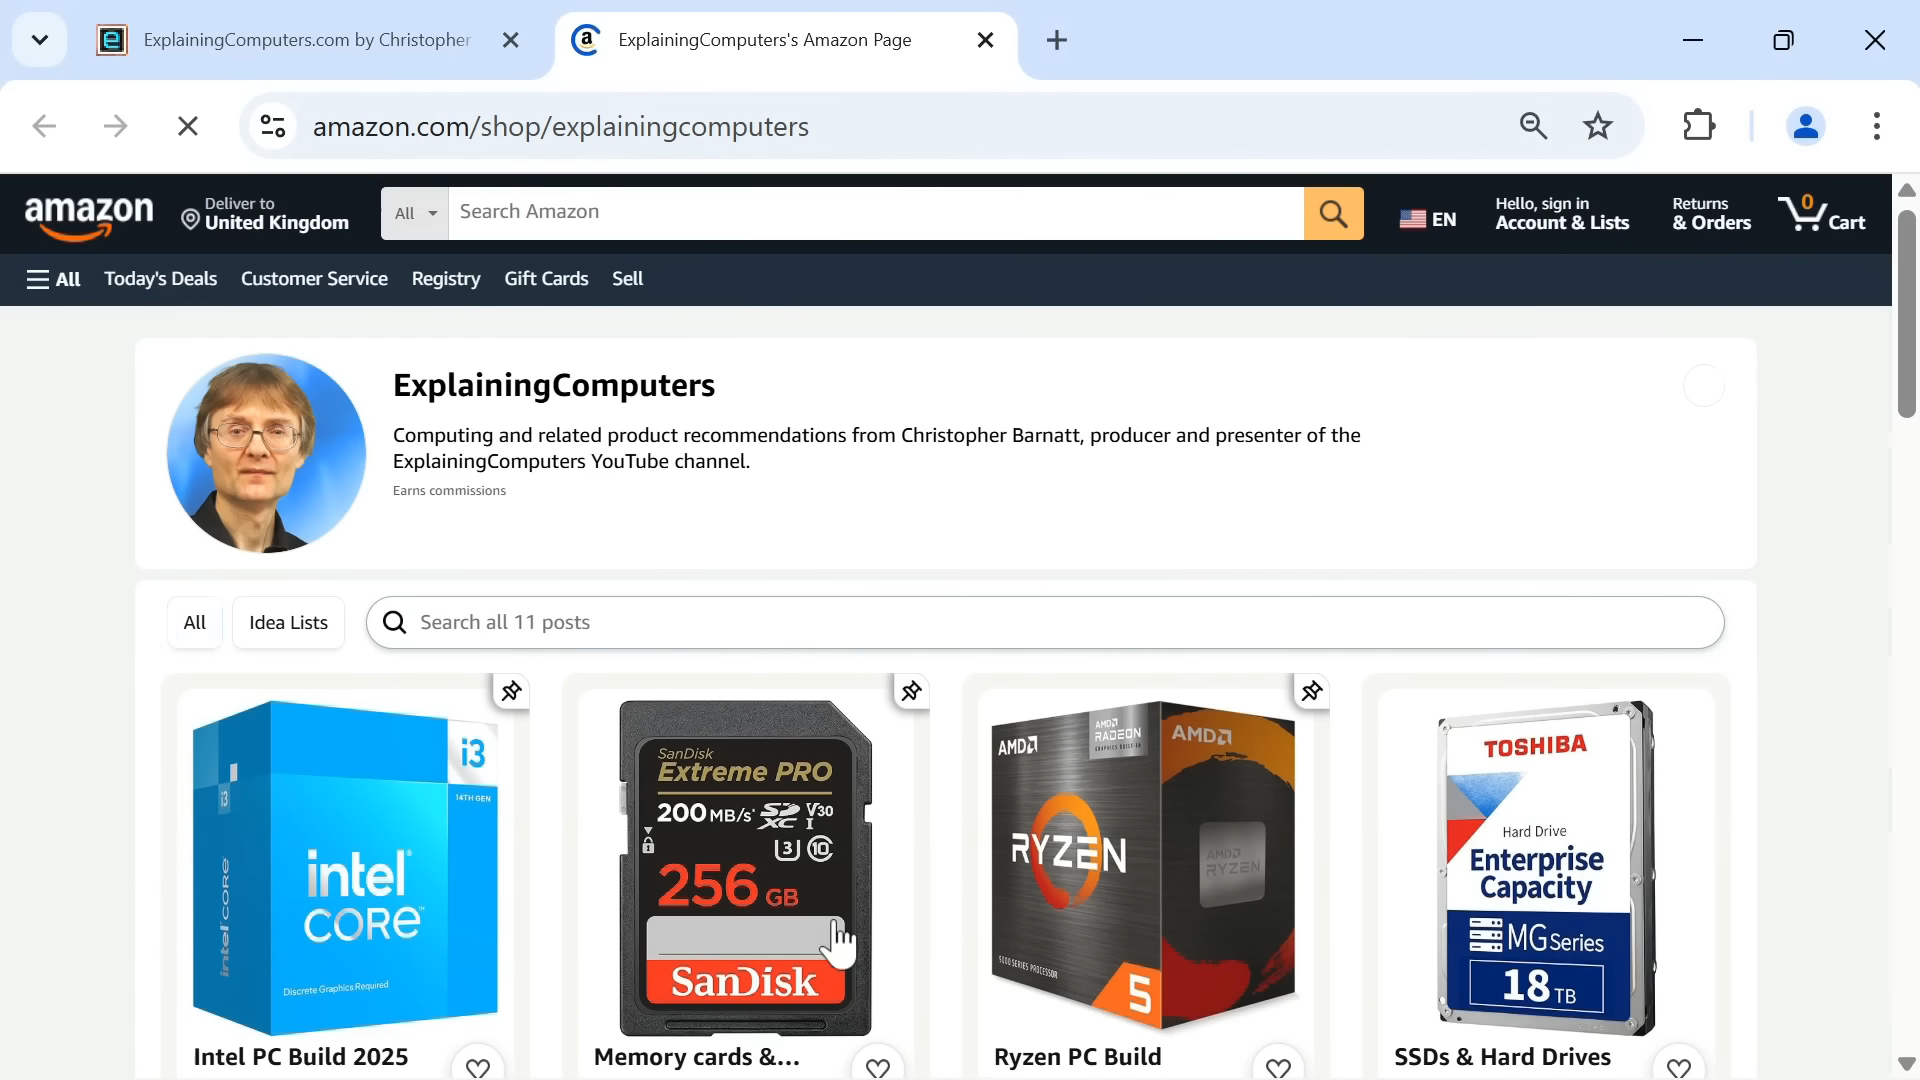 ExplainingComputers.com by Christopher
ExplainingComputers's Amazon Page
amazon.com/shop/explainingcomputers
amazon
Deliver to
United Kingdom
All
Search Amazon
EN
Hello, sign in
Account & Lists
Returns
& Orders
0
Cart
All
Today's Deals
Customer Service
Registry
Gift Cards
Sell
ExplainingComputers
Computing and related product recommendations from Christopher Barnatt, producer and presenter of the
ExplainingComputers YouTube channel.
Earns commissions
All
Idea Lists
Search all 11 posts
i3
i3
14TH GEN
intel
CORE
intel CORE
Discrete Graphics Required
SanDisk
Extreme PRO
200 MB/s*
SDXC I
V30
3
10
256 GB
SanDisk
AMD
AMD
RADEON
GRAPHICS BUILT-IN
AMD
RYZEN
AMD
RYZEN
5000 SERIES PROCESSOR
5
TOSHIBA
Hard Drive
Enterprise
Capacity
MG Series
18 TB
Intel PC Build 2025
Memory cards &...
Ryzen PC Build
SSDs & Hard Drives